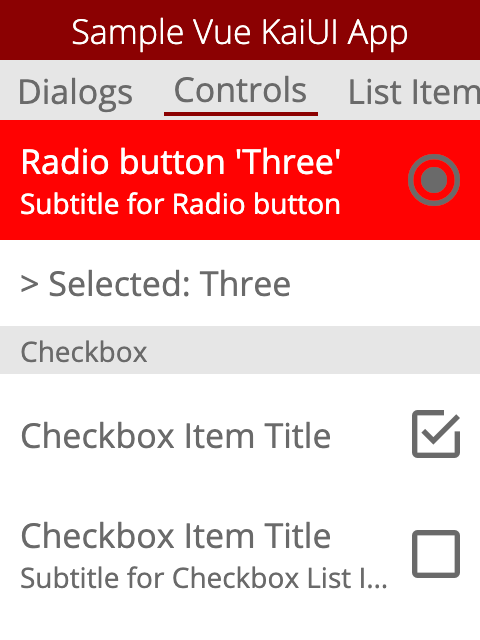 Sample Vue KaiUI App
Dialogs Controls List Item
Radio button 'Three'
Subtitle for Radio button
> Selected: Three
Checkbox
Checkbox Item Title
Checkbox Item Title
Subtitle for Checkbox List I...